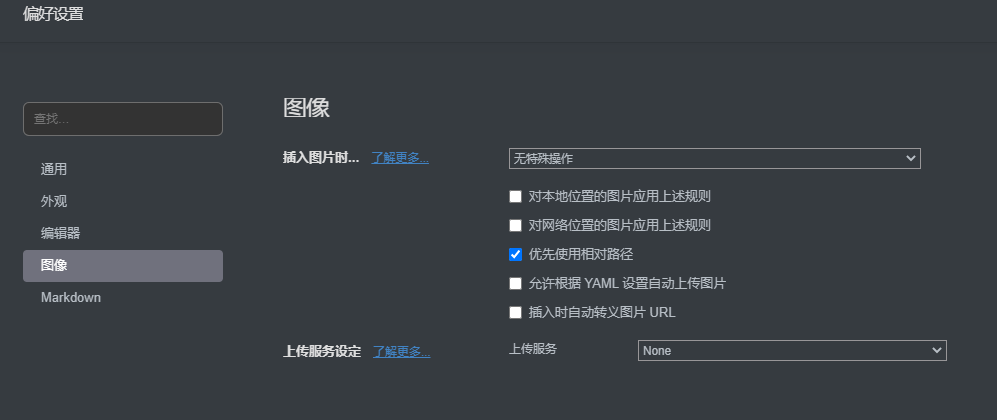 偏好设置
查找...
通用
外观
编辑器
图像
Markdown
图像
插入图片时... 了解更多... 无特殊操作
对本地位置的图片应用上述规则
对网络位置的图片应用上述规则
优先使用相对路径
允许根据 YAML 设置自动上传图片
插入时自动转义图片 URL
上传服务设定 了解更多... 上传服务 None